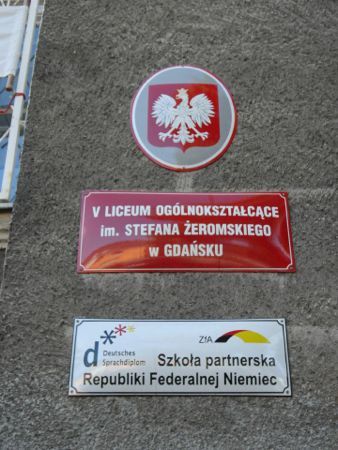 V LICEUM OGÓLNOKSZTAŁCĄCE
im. STEFANA ŻEROMSKIEGO
w GDAŃSKU
d Deutsches
Sprachdiplom
ZfA
Szkoła partnerska
Republiki Federalnej Niemiec